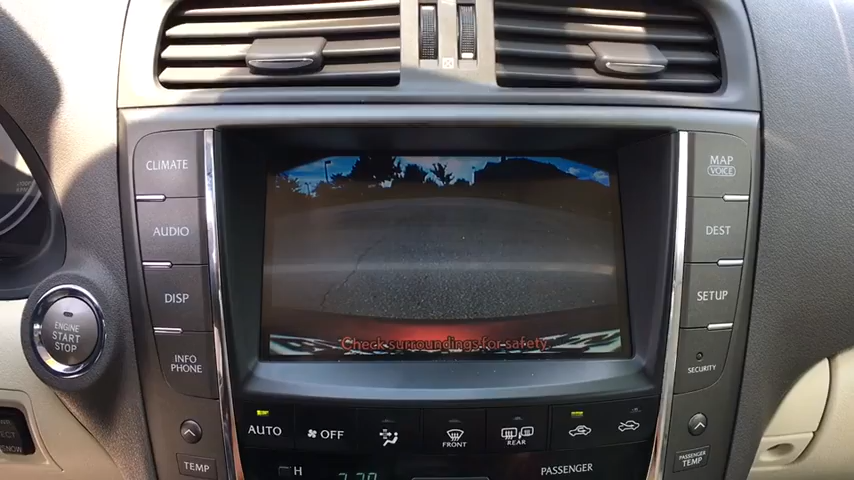 CLIMATE
AUDIO
DISP
INFO
PHONE
TEMP
ENGINE
START
STOP
MAP
VOICE
DEST
SETUP
SECURITY
PASSENGER
TEMP
Check surroundings for safety.
AUTO
OFF
FRONT
REAR
H
PASSENGER